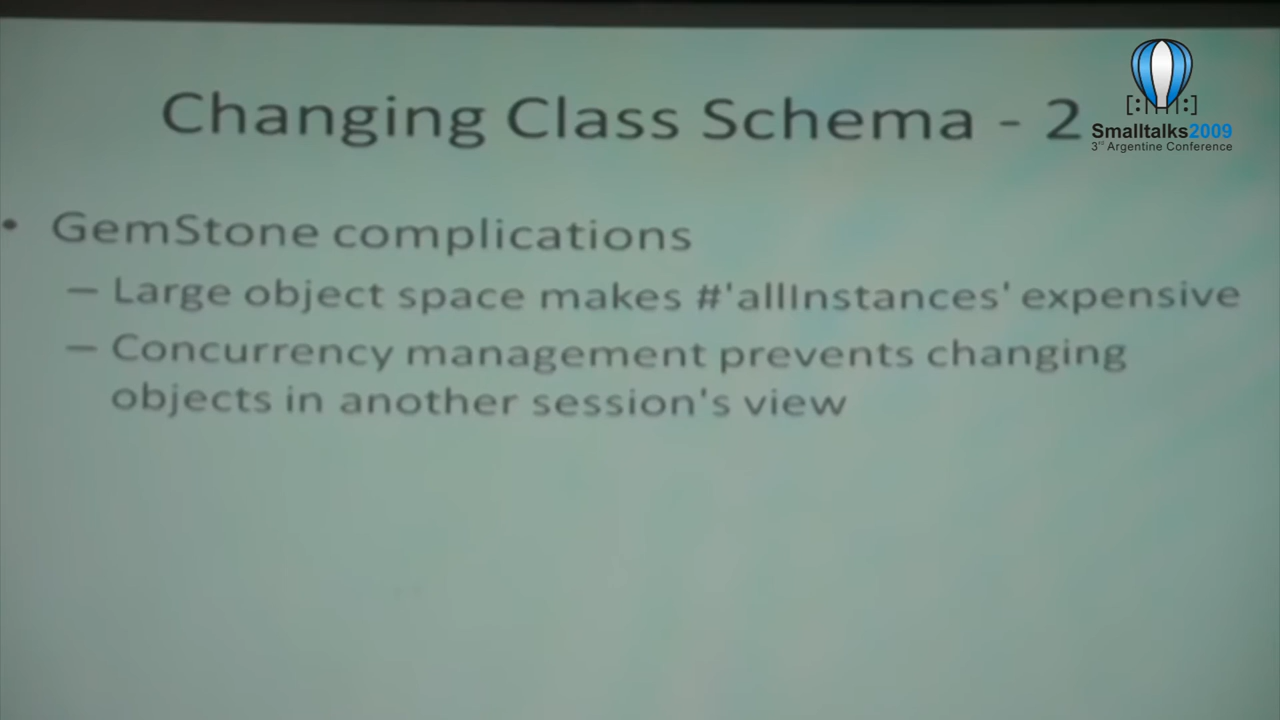 Changing Class Schema - 2
[:|||:]
Smalltalks2009
3rd Argentine Conference
• GemStone complications
– Large object space makes #'allInstances' expensive
– Concurrency management prevents changing
objects in another session's view